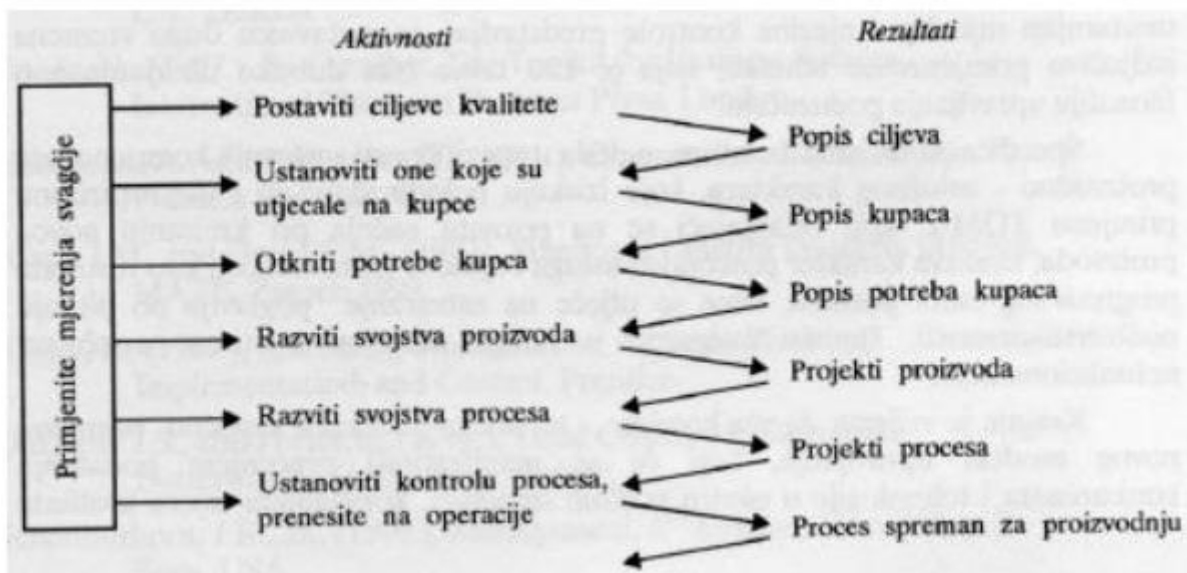 Aktivnosti
Rezultati
Primjenite mjerenja svagdje
Postaviti ciljeve kvalitete
Popis ciljeva
Ustanoviti one koje su
utjecale na kupce
Popis kupaca
Otkriti potrebe kupca
Popis potreba kupaca
Razviti svojstva proizvoda
Projekti proizvoda
Razviti svojstva procesa
Projekti procesa
Ustanoviti kontrolu procesa,
prenesite na operacije
Proces spreman za proizvodnju